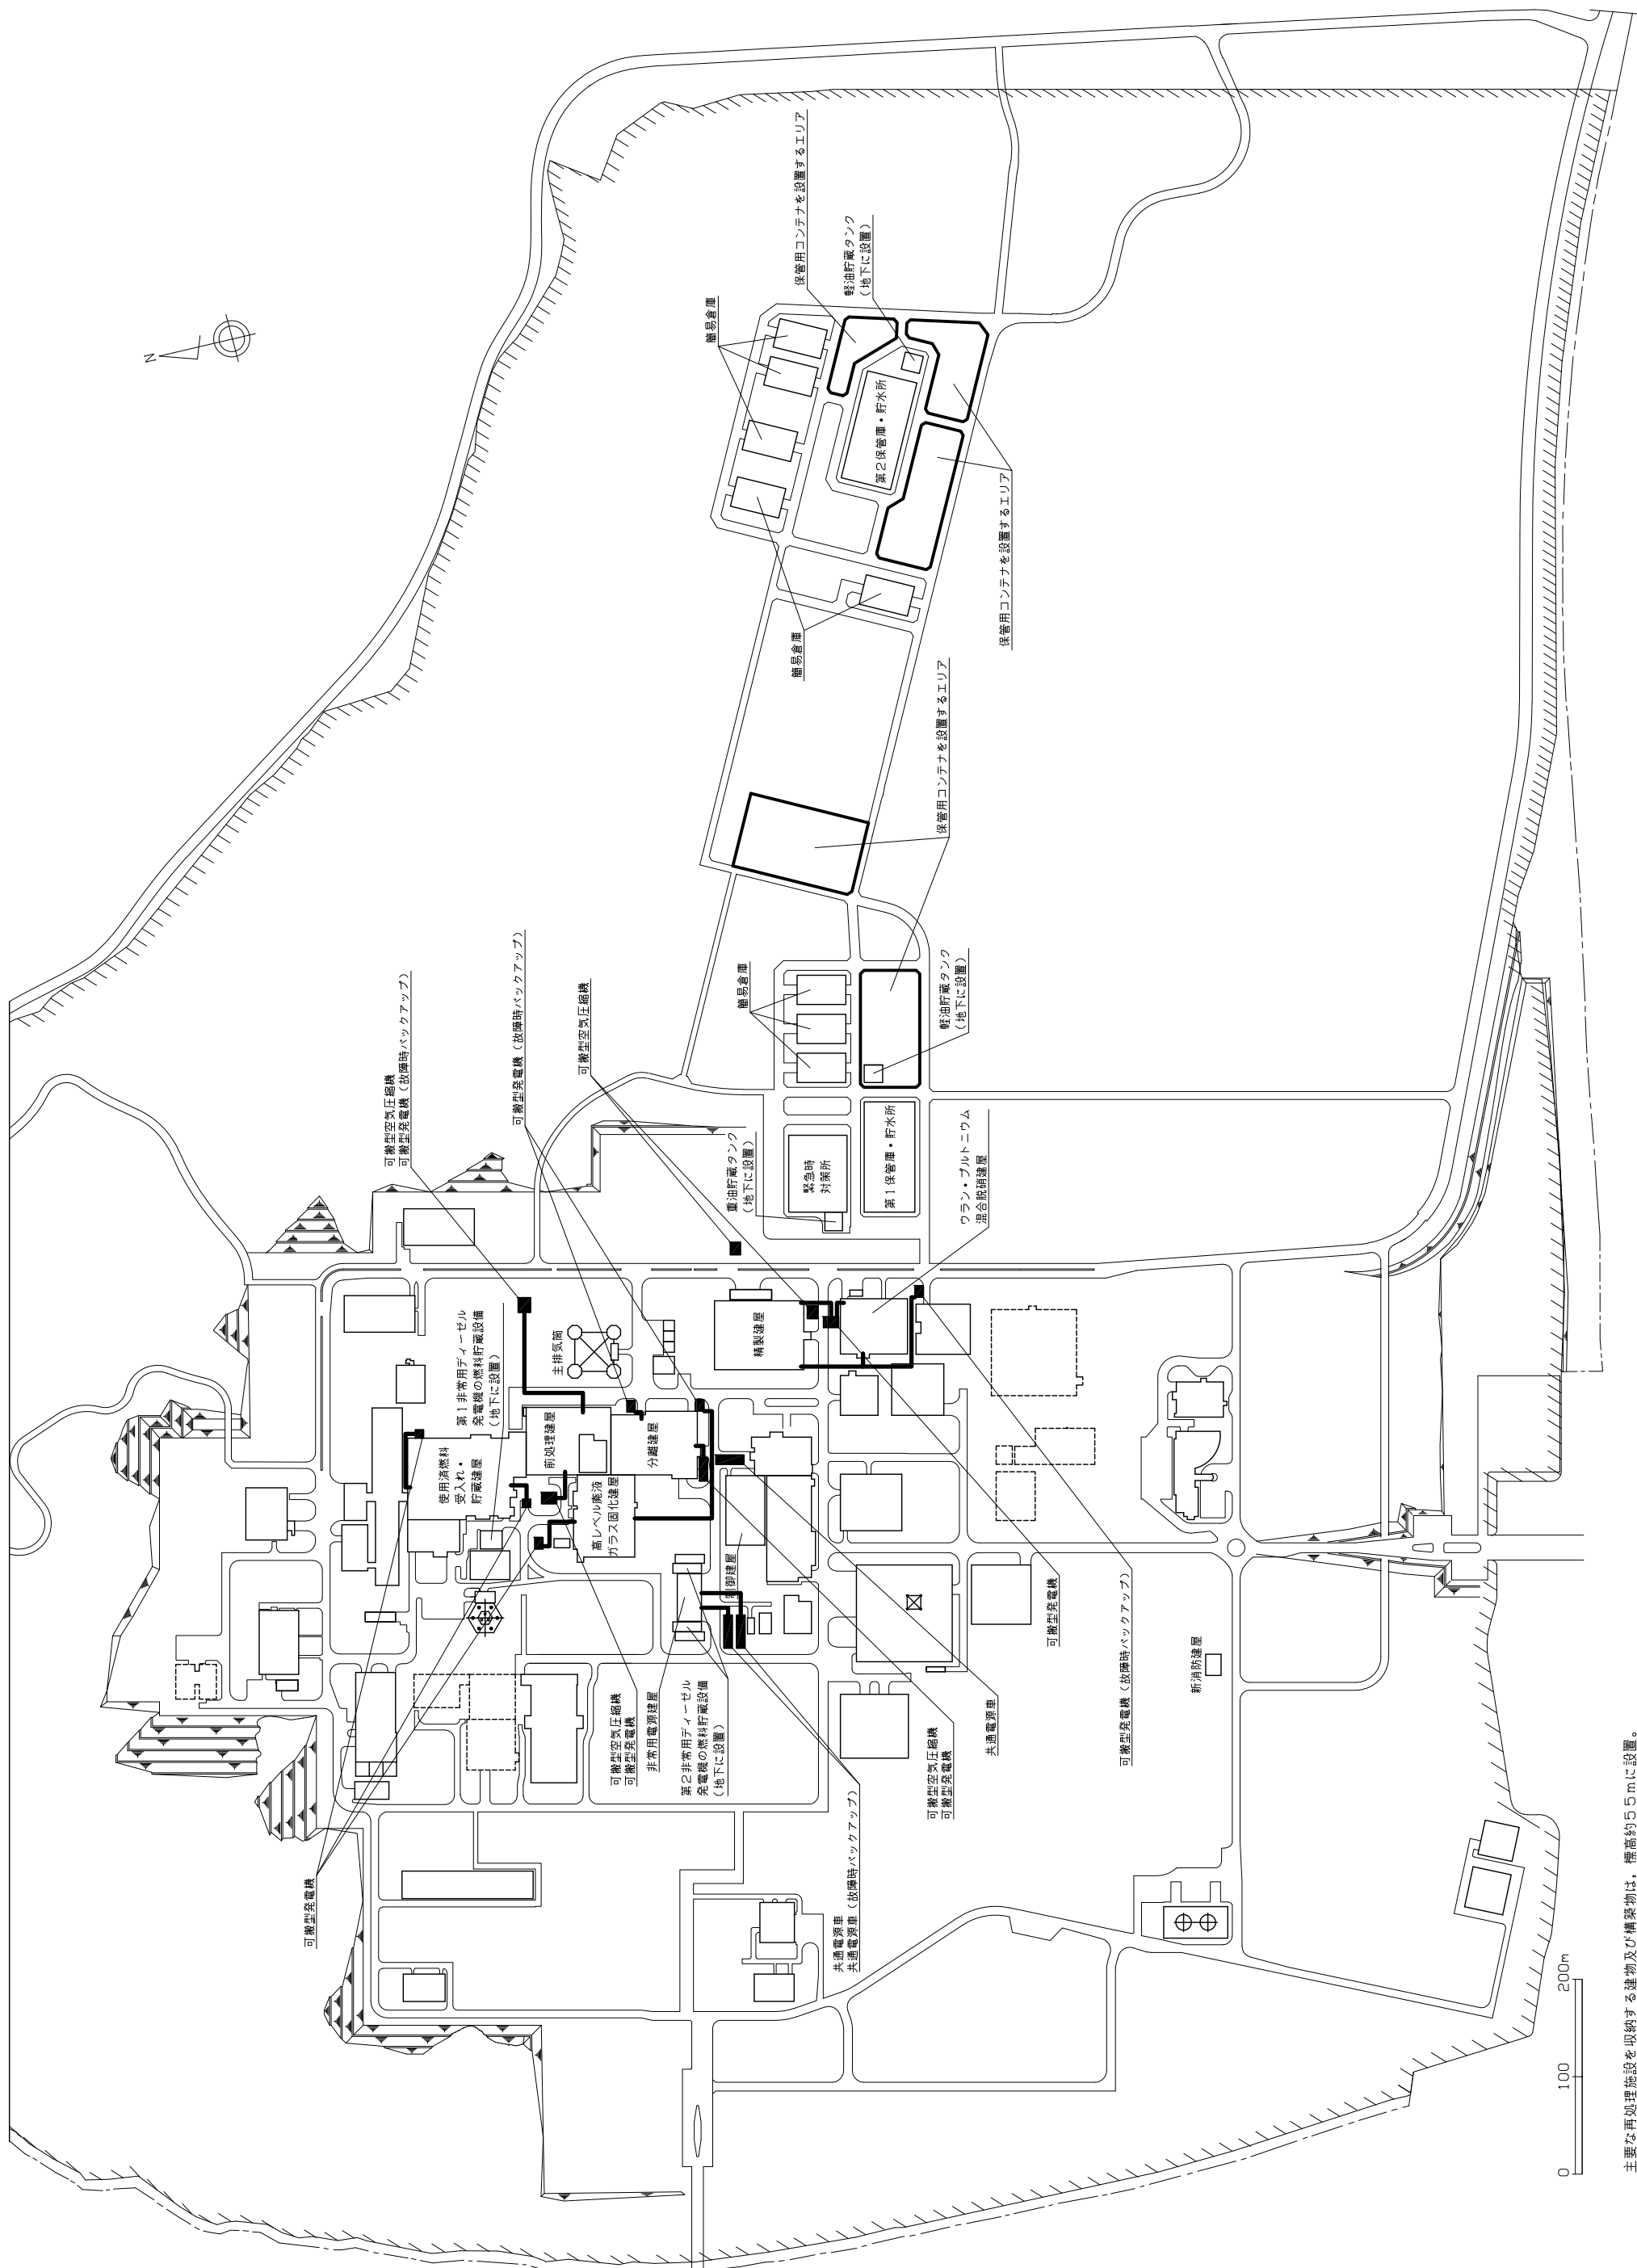 N
簡易倉庫
保管用コンテナを設置するエリア
軽油貯蔵タンク
(地下に設置)
第2保管庫・貯水所
保管用コンテナを設置するエリア
簡易倉庫
保管用コンテナを設置するエリア
簡易倉庫
軽油貯蔵タンク
(地下に設置)
可搬型空気圧縮機
可搬型発電機(故障時バックアップ)
可搬型発電機(故障時バックアップ)
可搬型空気圧縮機
重油貯蔵タンク
(地下に設置)
緊急時
対策所
第1保管庫・貯水所
ウラン・プルトニウム
混合脱硝建屋
第1非常用ディーゼル
発電機の燃料貯蔵設備
(地下に設置)
主排気筒
精製建屋
使用済燃料
受入れ・
貯蔵建屋
前処理建屋
分離建屋
高レベル廃液
ガラス固化建屋
制御建屋
可搬型発電機
可搬型空気圧縮機
可搬型発電機
非常用電源建屋
第2非常用ディーゼル
発電機の燃料貯蔵設備
(地下に設置)
共通電源車
共通電源車(故障時バックアップ)
可搬型空気圧縮機
可搬型発電機
共通電源車
可搬型発電機
可搬型発電機(故障時バックアップ)
新消防建屋
0 100 200m
主要な再処理施設を収納する建物及び構築物は,標高約55mに設置。